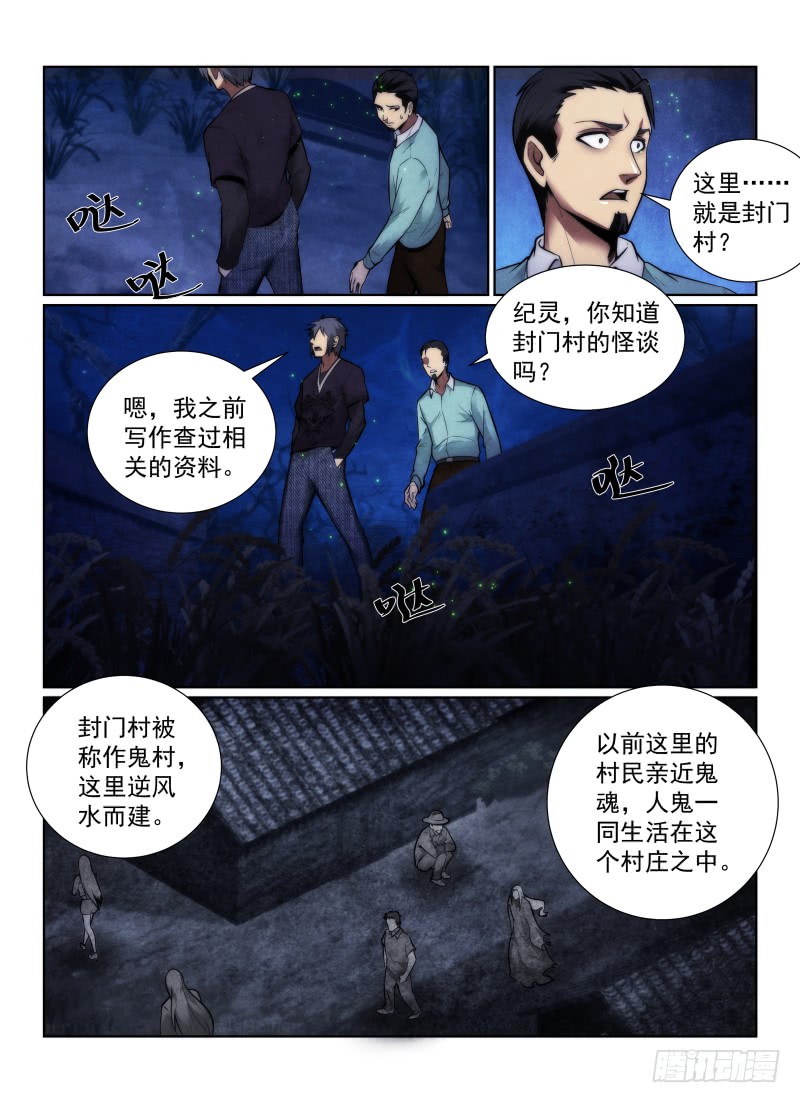 哒
哒
这里……
就是封门
村？
纪灵，你知道
封门村的怪谈
吗？
嗯，我之前
写作查过相
关的资料。
哒
哒
封门村被
称作鬼村，
这里逆风
水而建。
以前这里的
村民亲近鬼
魂，人鬼一
同生活在这
个村庄之中。
腾讯动漫